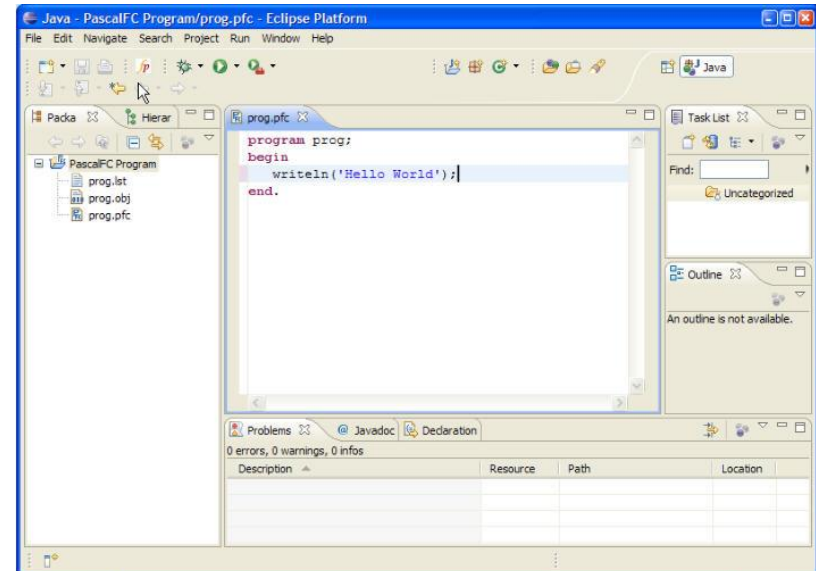 Java - PascalFC Program/prog.pfc - Eclipse Platform
File Edit Navigate Search Project Run Window Help
Java
Packa Hierar
PascalFC Program
prog.lst
prog.obj
prog.pfc
prog.pfc
program prog;
begin
writeln('Hello World');
end.
Task List
Find:
Uncategorized
Outline
An outline is not available.
Problems @ Javadoc Declaration
0 errors, 0 warnings, 0 infos
Description Resource Path Location